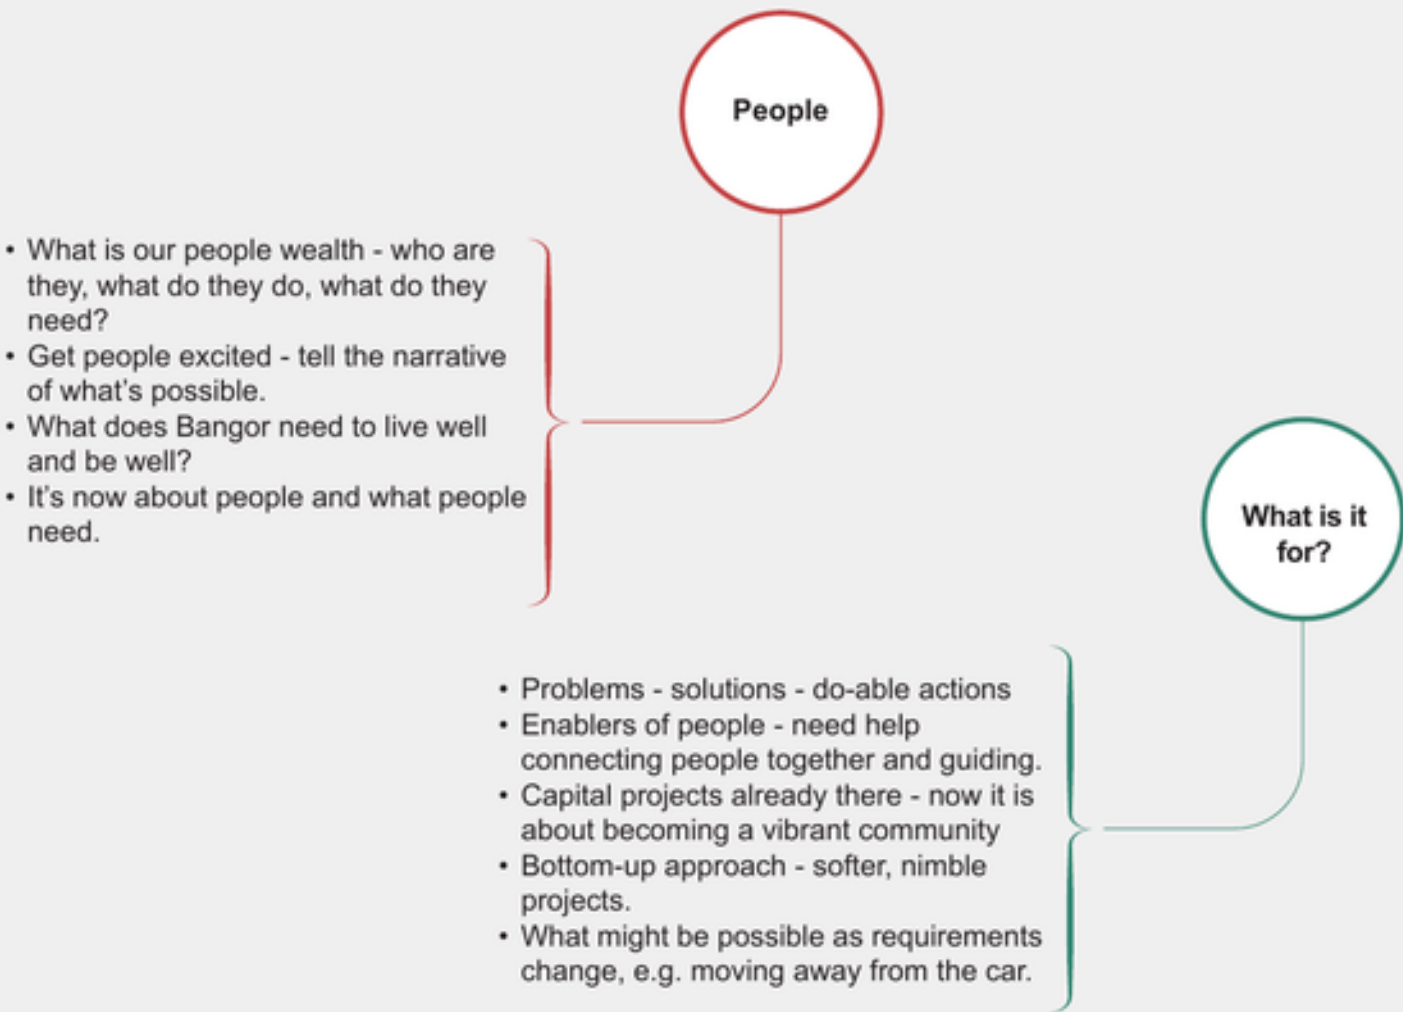 People
• What is our people wealth - who are
they, what do they do, what do they
need?
• Get people excited - tell the narrative
of what’s possible.
• What does Bangor need to live well
and be well?
• It’s now about people and what people
need.
What is it
for?
• Problems - solutions - do-able actions
• Enablers of people - need help
connecting people together and guiding.
• Capital projects already there - now it is
about becoming a vibrant community
• Bottom-up approach - softer, nimble
projects.
• What might be possible as requirements
change, e.g. moving away from the car.